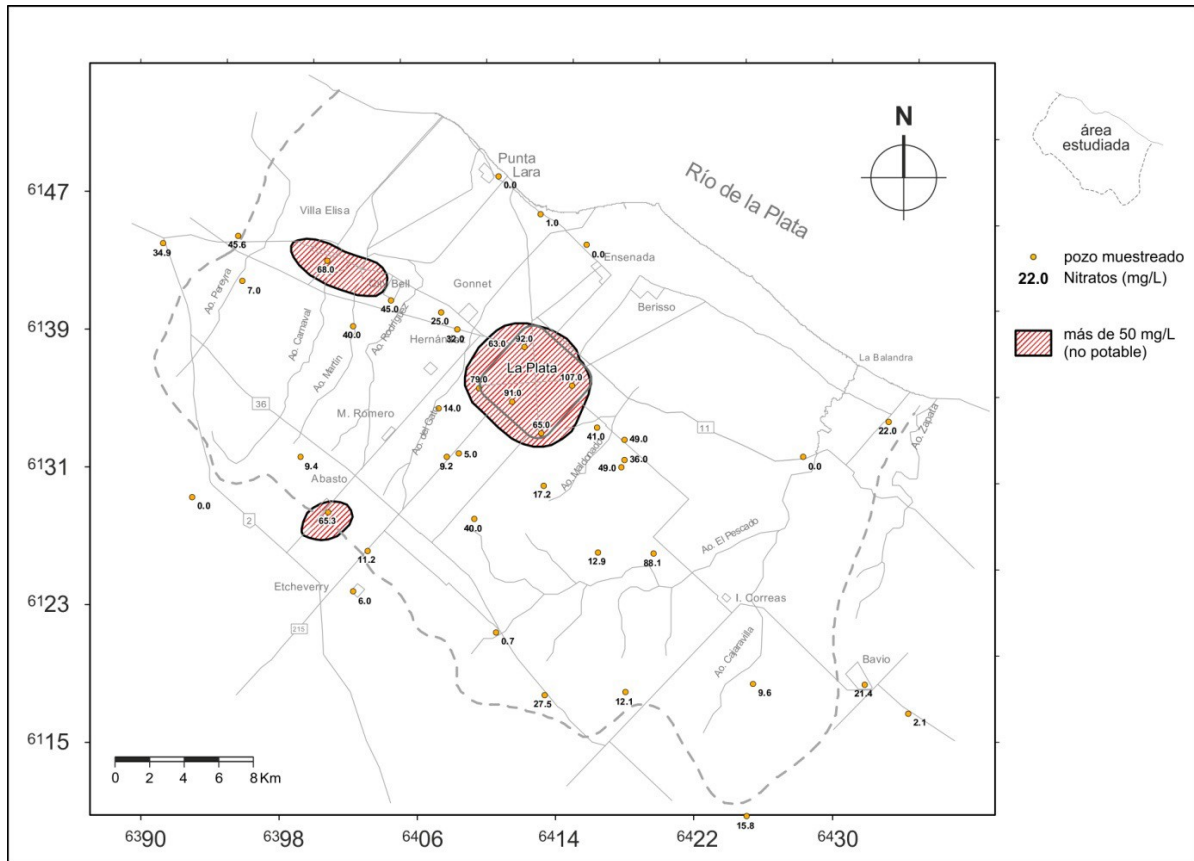 N
Río de la Plata
área
estudiada
pozo muestreado
22.0 Nitratos (mg/L)
más de 50 mg/L
(no potable)
6147
6139
6131
6123
6115
6390
6398
6406
6414
6422
6430
0 2 4 6 8 Km
Punta
Lara
0.0
Villa Elisa
1.0
0.0
Ensenada
34.9
45.6
68.0
City Bell
Gonnet
Berisso
7.0
Ao. Pereyra
45.0
25.0
40.0
Ao. Rodríguez
Hernández
32.0
Ao. Carnaval
Ao. Martín
63.0
92.0
La Plata
79.0
107.0
91.0
65.0
La Balandra
36
M. Romero
14.0
Ao. del Gato
41.0
49.0
11
22.0
Ao. Zapata
9.4
Abasto
9.2
5.0
49.0
36.0
Ao. Maldonado
17.2
0.0
0.0
2
65.3
40.0
Ao. El Pescado
11.2
12.9
88.1
Etcheverry
6.0
215
I. Correas
0.7
Ao. Cajaravilla
Bavio
27.5
12.1
9.6
21.4
2.1
15.8